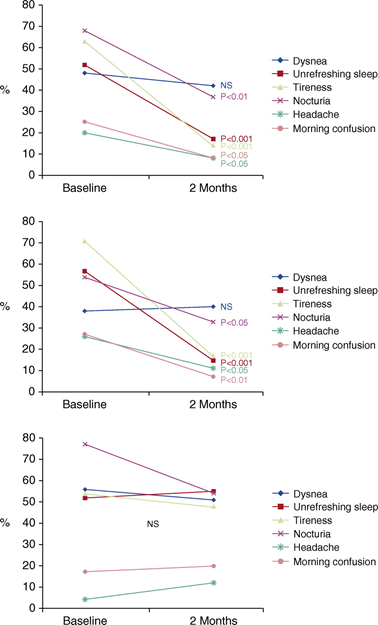 80
70
60
50
%
40
30
20
10
0
Baseline
2 Months
NS
P<0.01
P<0.001
P<0.001
P<0.05
P<0.05
Dysnea
Unrefreshing sleep
Tireness
Nocturia
Headache
Morning confusion
80
70
60
50
%
40
30
20
10
0
Baseline
2 Months
NS
P<0.05
P<0.001
P<0.001
P<0.05
P<0.01
Dysnea
Unrefreshing sleep
Tireness
Nocturia
Headache
Morning confusion
80
70
60
50
%
40
30
20
10
0
NS
Baseline
2 Months
Dysnea
Unrefreshing sleep
Tireness
Nocturia
Headache
Morning confusion